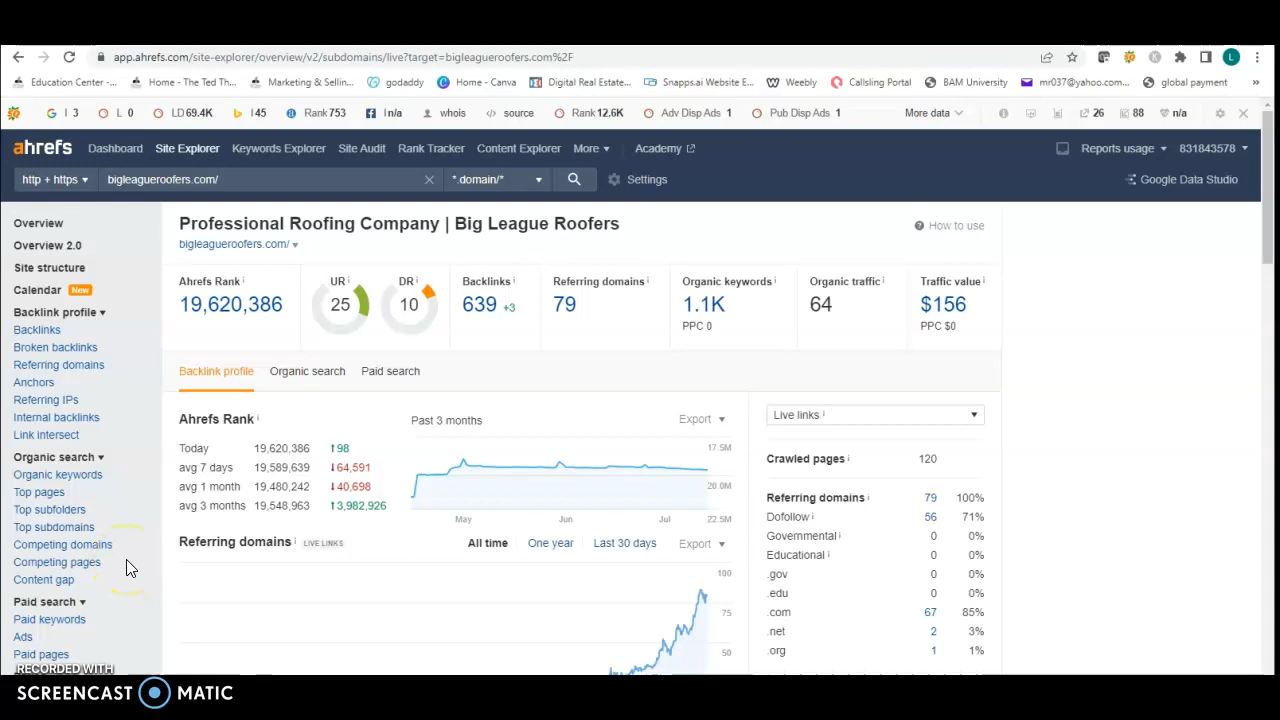 app.ahrefs.com/site-explorer/overview/v2/subdomains/live?target=bigleagueroofers.com%2F
L
Education Center -... Home - The Ted Th... Marketing & Sellin... godaddy Home - Canva Digital Real Estate... Snapps.ai Website E... Weebly Callsling Portal BAM University mr037@yahoo.com... global payment »
I 3 L 0 LD 69.4K I 45 Rank 753 I n/a whois source Rank 12.6K Adv Disp Ads 1 Pub Disp Ads 1 More data 26 88 n/a
ahrefs Dashboard Site Explorer Keywords Explorer Site Audit Rank Tracker Content Explorer More Academy Reports usage 831843578
http + https bigleagueroofers.com/ *.domain/* Settings Google Data Studio
Overview
Overview 2.0
Site structure
Calendar New
Backlink profile
Backlinks
Broken backlinks
Referring domains
Anchors
Referring IPs
Internal backlinks
Link intersect
Organic search
Organic keywords
Top pages
Top subfolders
Top subdomains
Competing domains
Competing pages
Content gap
Paid search
Paid keywords
Ads
Paid pages
Professional Roofing Company | Big League Roofers
How to use
bigleagueroofers.com/
Ahrefs Rank i UR i DR i Backlinks i Referring domains i Organic keywords i Organic traffic i Traffic value i
19,620,386 25 10 639 +3 79 1.1K 64 $156
PPC 0 PPC $0
Backlink profile Organic search Paid search
Ahrefs Rank i Past 3 months Export
Today 19,620,386 ↑98
avg 7 days 19,589,639 ↓64,591
avg 1 month 19,480,242 ↓40,698
avg 3 months 19,548,963 ↑3,982,926
17.5M
20.0M
22.5M
May Jun Jul
Referring domains i LIVE LINKS All time One year Last 30 days Export
100
75
50
Live links i
Crawled pages i 120
Referring domains i 79 100%
Dofollow i 56 71%
Governmental i 0 0%
Educational i 0 0%
.gov 0 0%
.edu 0 0%
.com 67 85%
.net 2 3%
.org 1 1%
RECORDED WITH
SCREENCAST MATIC